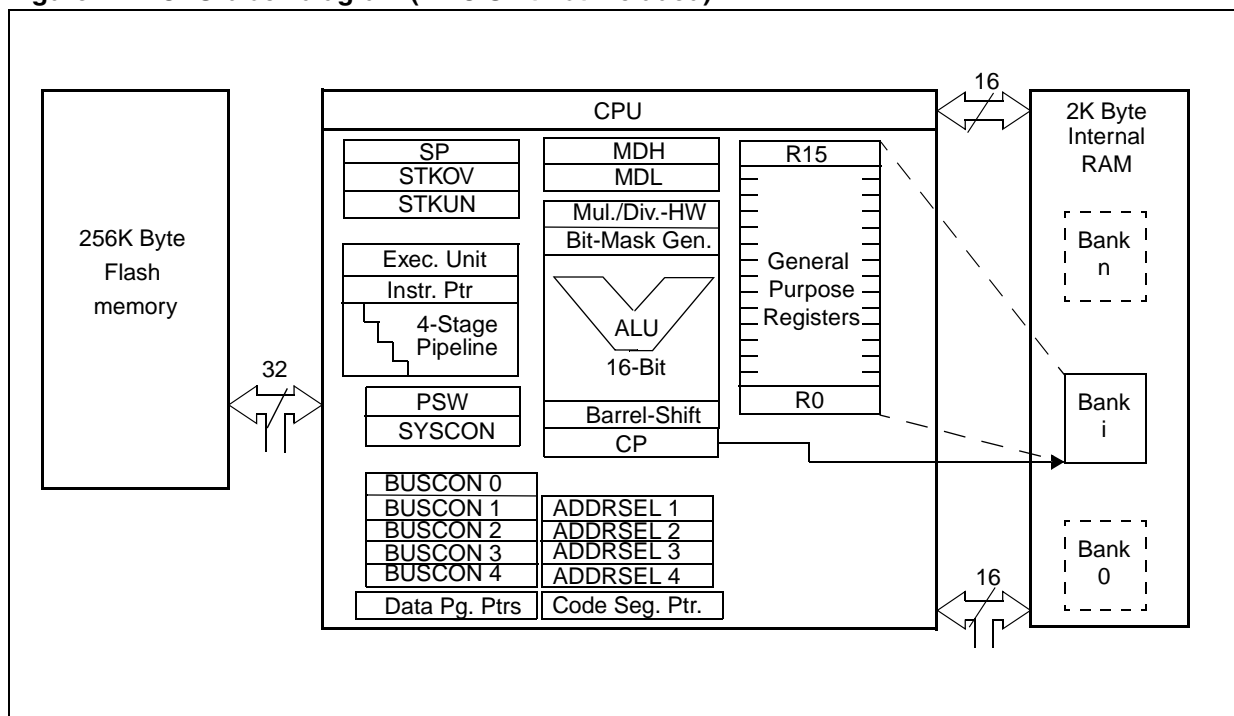 256K Byte
Flash
memory
32
CPU
SP
STKOV
STKUN
Exec. Unit
Instr. Ptr
4-Stage
Pipeline
PSW
SYSCON
BUSCON 0
BUSCON 1
BUSCON 2
BUSCON 3
BUSCON 4
Data Pg. Ptrs
MDH
MDL
Mul./Div.-HW
Bit-Mask Gen.
ALU
16-Bit
Barrel-Shift
CP
ADDRSEL 1
ADDRSEL 2
ADDRSEL 3
ADDRSEL 4
Code Seg. Ptr.
R15
General
Purpose
Registers
R0
16
16
2K Byte
Internal
RAM
Bank
n
Bank
i
Bank
0